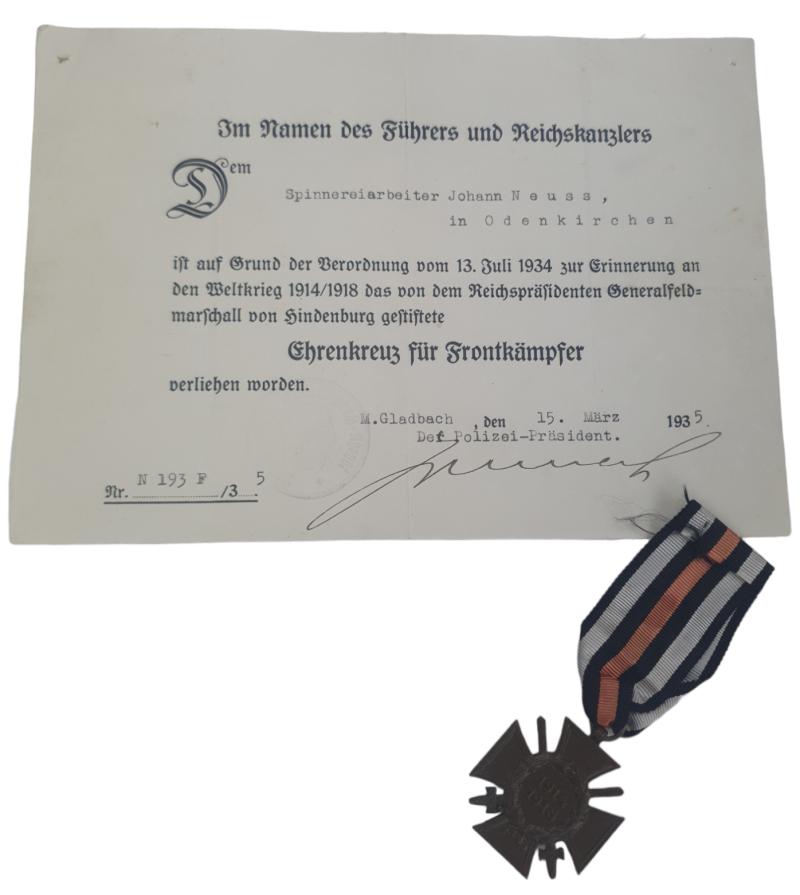 Im Namen des Führers und Reichskanzlers
Dem
Spinnereiarbeiter Johann Neuss,
in Odenkirchen
ist auf Grund der Verordnung vom 13. Juli 1934 zur Erinnerung an
den Weltkrieg 1914/1918 das von dem Reichspräsidenten Generalfeld=
marschall von Hindenburg gestiftete
Ehrenkreuz für Frontkämpfer
verliehen worden.
M.Gladbach, den 15. März 1935.
Der Polizei-Präsident.
Nr. N 193 F /35.
1914
1918